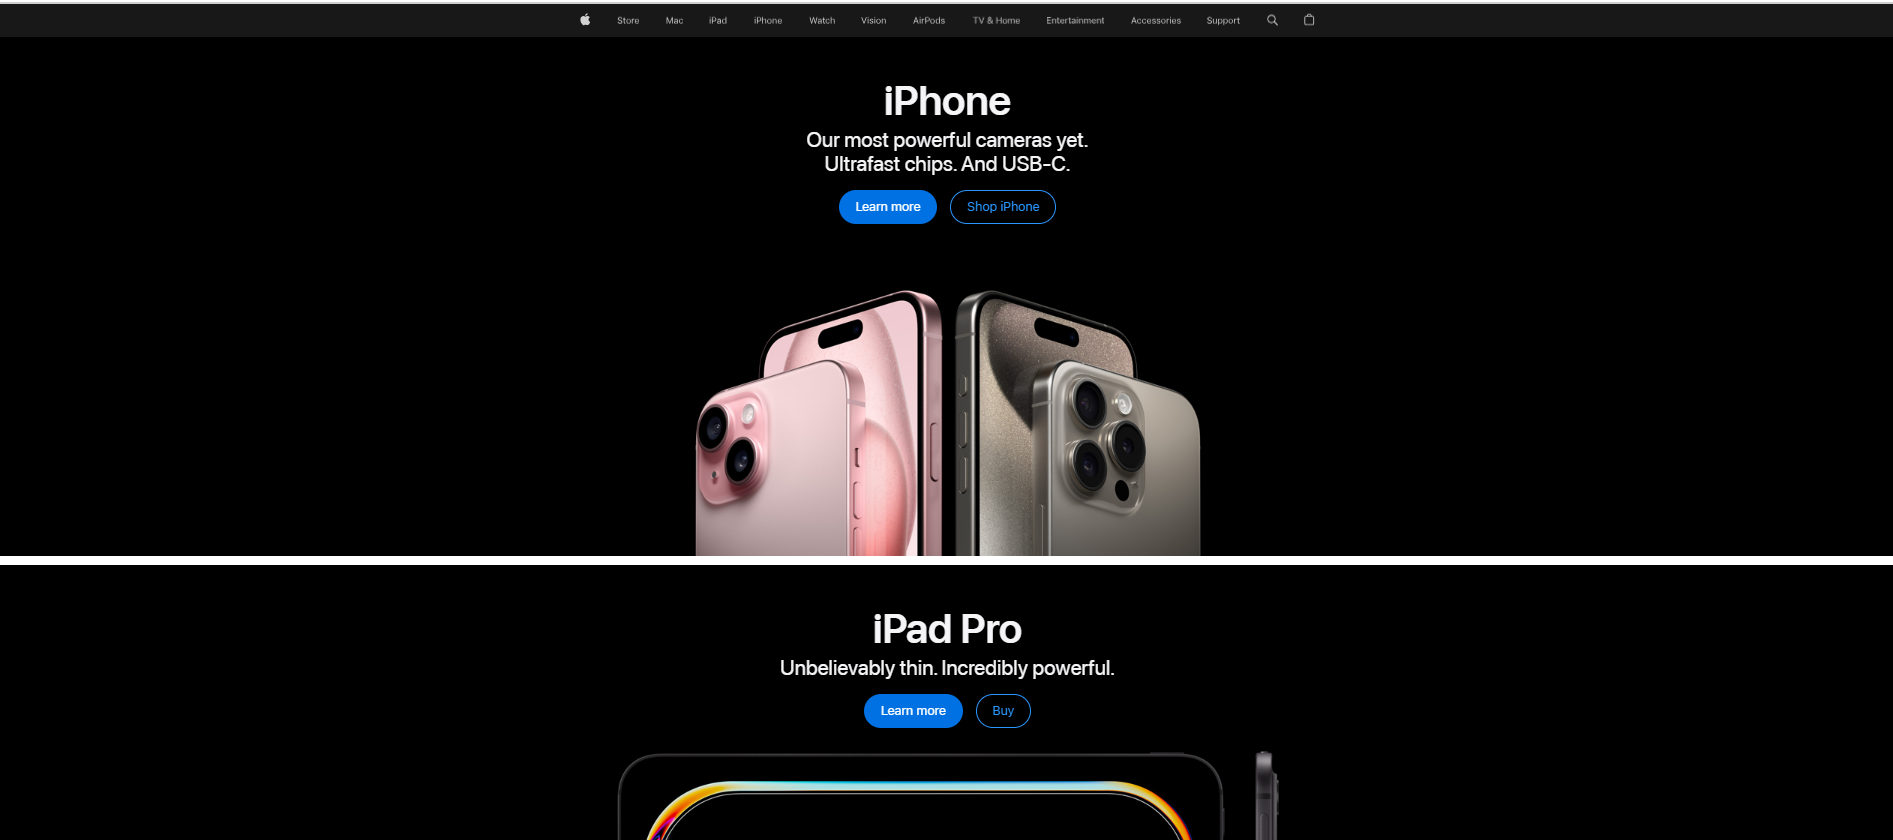 Store Mac iPad iPhone Watch Vision AirPods TV & Home Entertainment Accessories Support
iPhone
Our most powerful cameras yet.
Ultrafast chips. And USB-C.
Learn more Shop iPhone
iPad Pro
Unbelievably thin. Incredibly powerful.
Learn more Buy